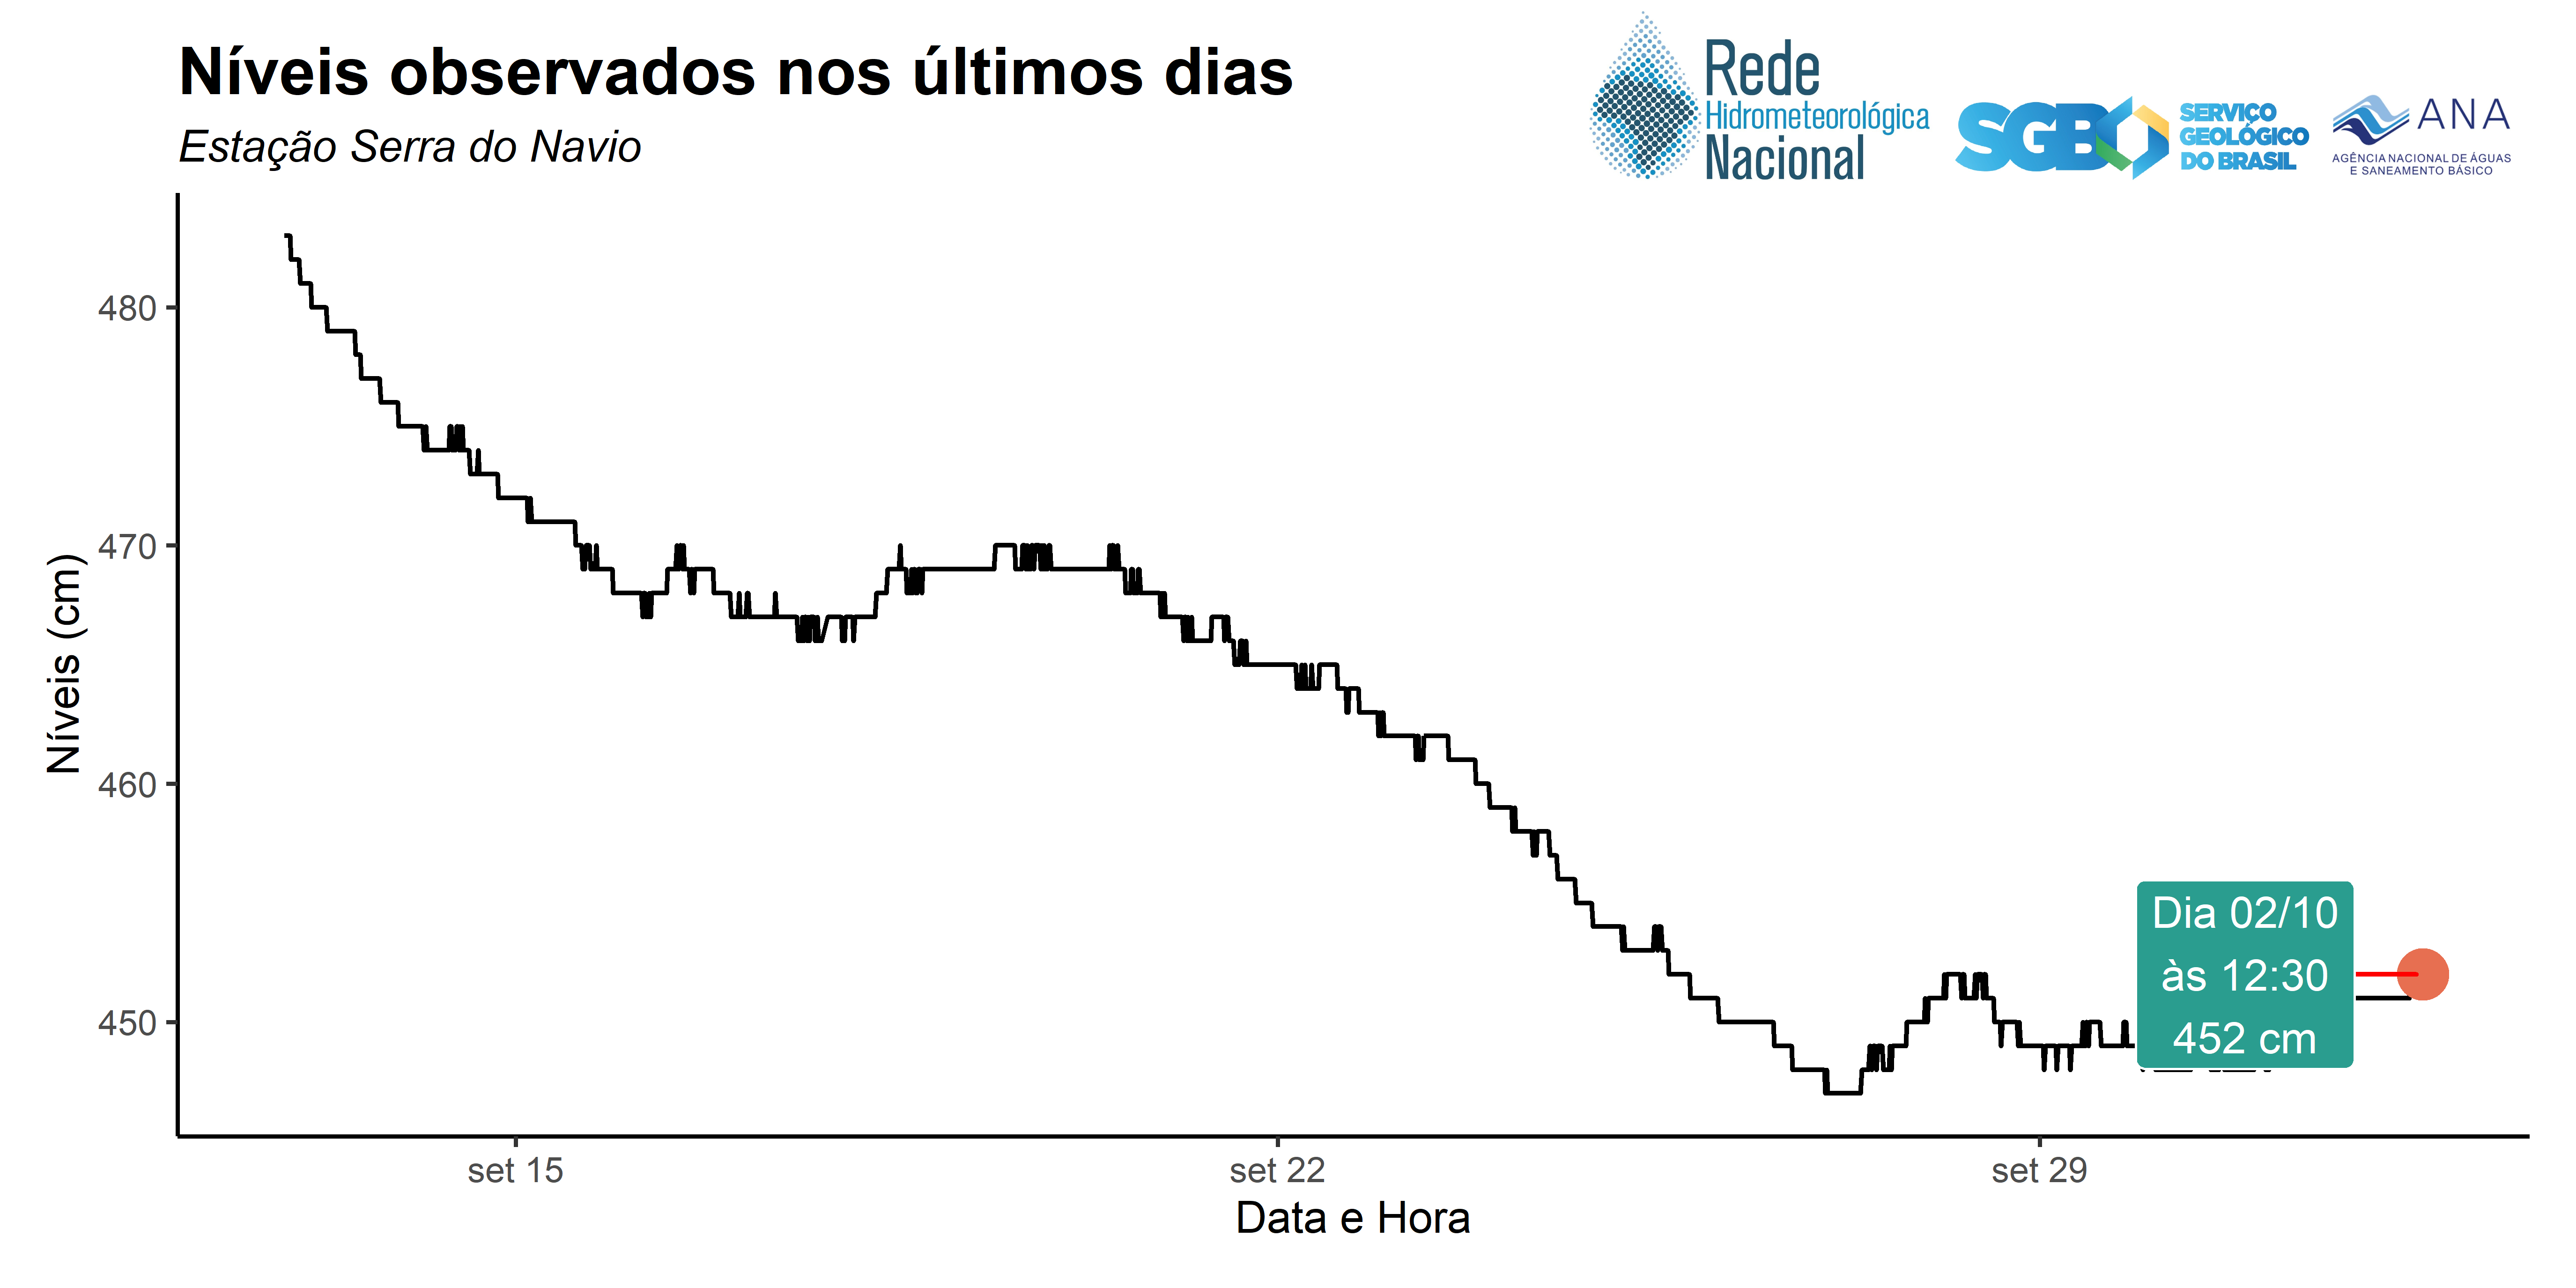 Níveis observados nos últimos dias
Estação Serra do Navio
Rede
Hidrometeorológica
Nacional
SGB
SERVIÇO
GEOLÓGICO
DO BRASIL
ANA
AGÊNCIA NACIONAL DE ÁGUAS
E SANEAMENTO BÁSICO
Níveis (cm)
480
470
460
450
Dia 02/10
às 12:30
452 cm
set 15
set 22
set 29
Data e Hora